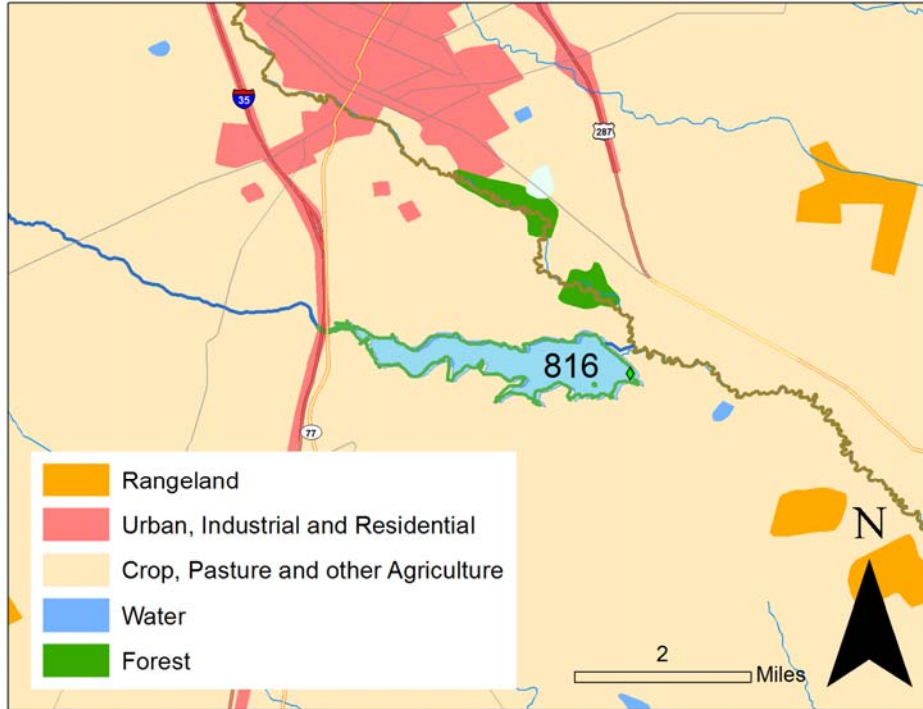 35
287
816
77
Rangeland
Urban, Industrial and Residential
Crop, Pasture and other Agriculture
Water
Forest
N
2
Miles